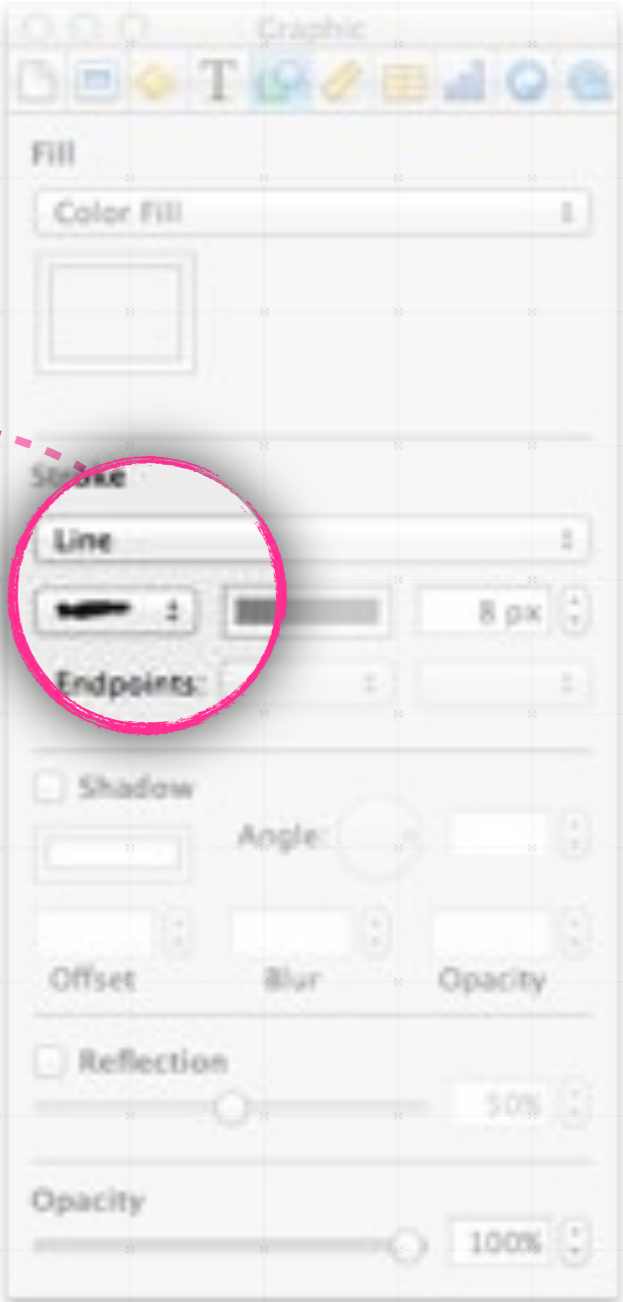 Graphic
T
Fill
Color Fill
Stroke
Line
8 px
Endpoints:
Shadow
Angle:
Offset Blur Opacity
Reflection
50%
Opacity
100%